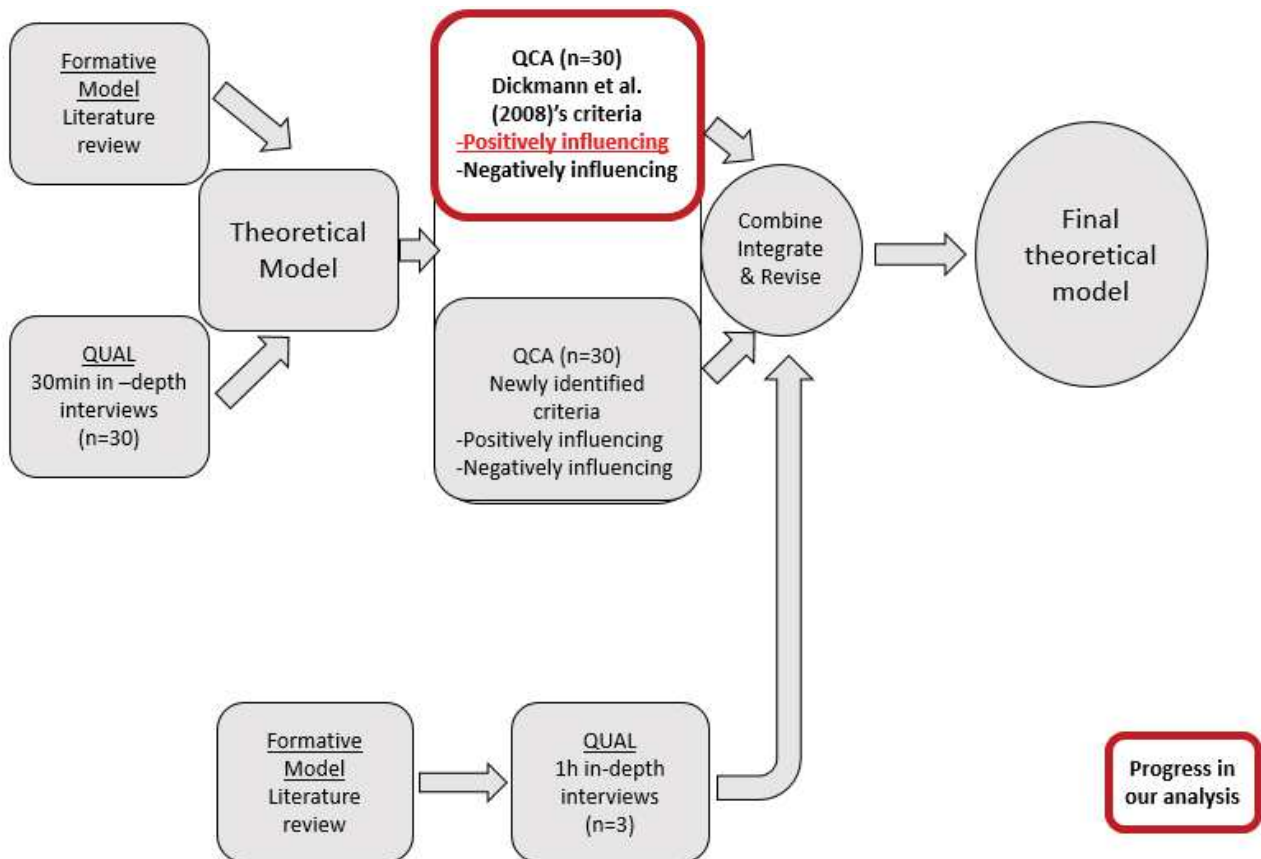 Formative
Model
Literature
review
QUAL
30min in –depth
interviews
(n=30)
Theoretical
Model
QCA (n=30)
Dickmann et al.
(2008)'s criteria
-Positively influencing
-Negatively influencing
QCA (n=30)
Newly identified
criteria
-Positively influencing
-Negatively influencing
Combine
Integrate
& Revise
Final
theoretical
model
Formative
Model
Literature
review
QUAL
1h in-depth
interviews
(n=3)
Progress in
our analysis